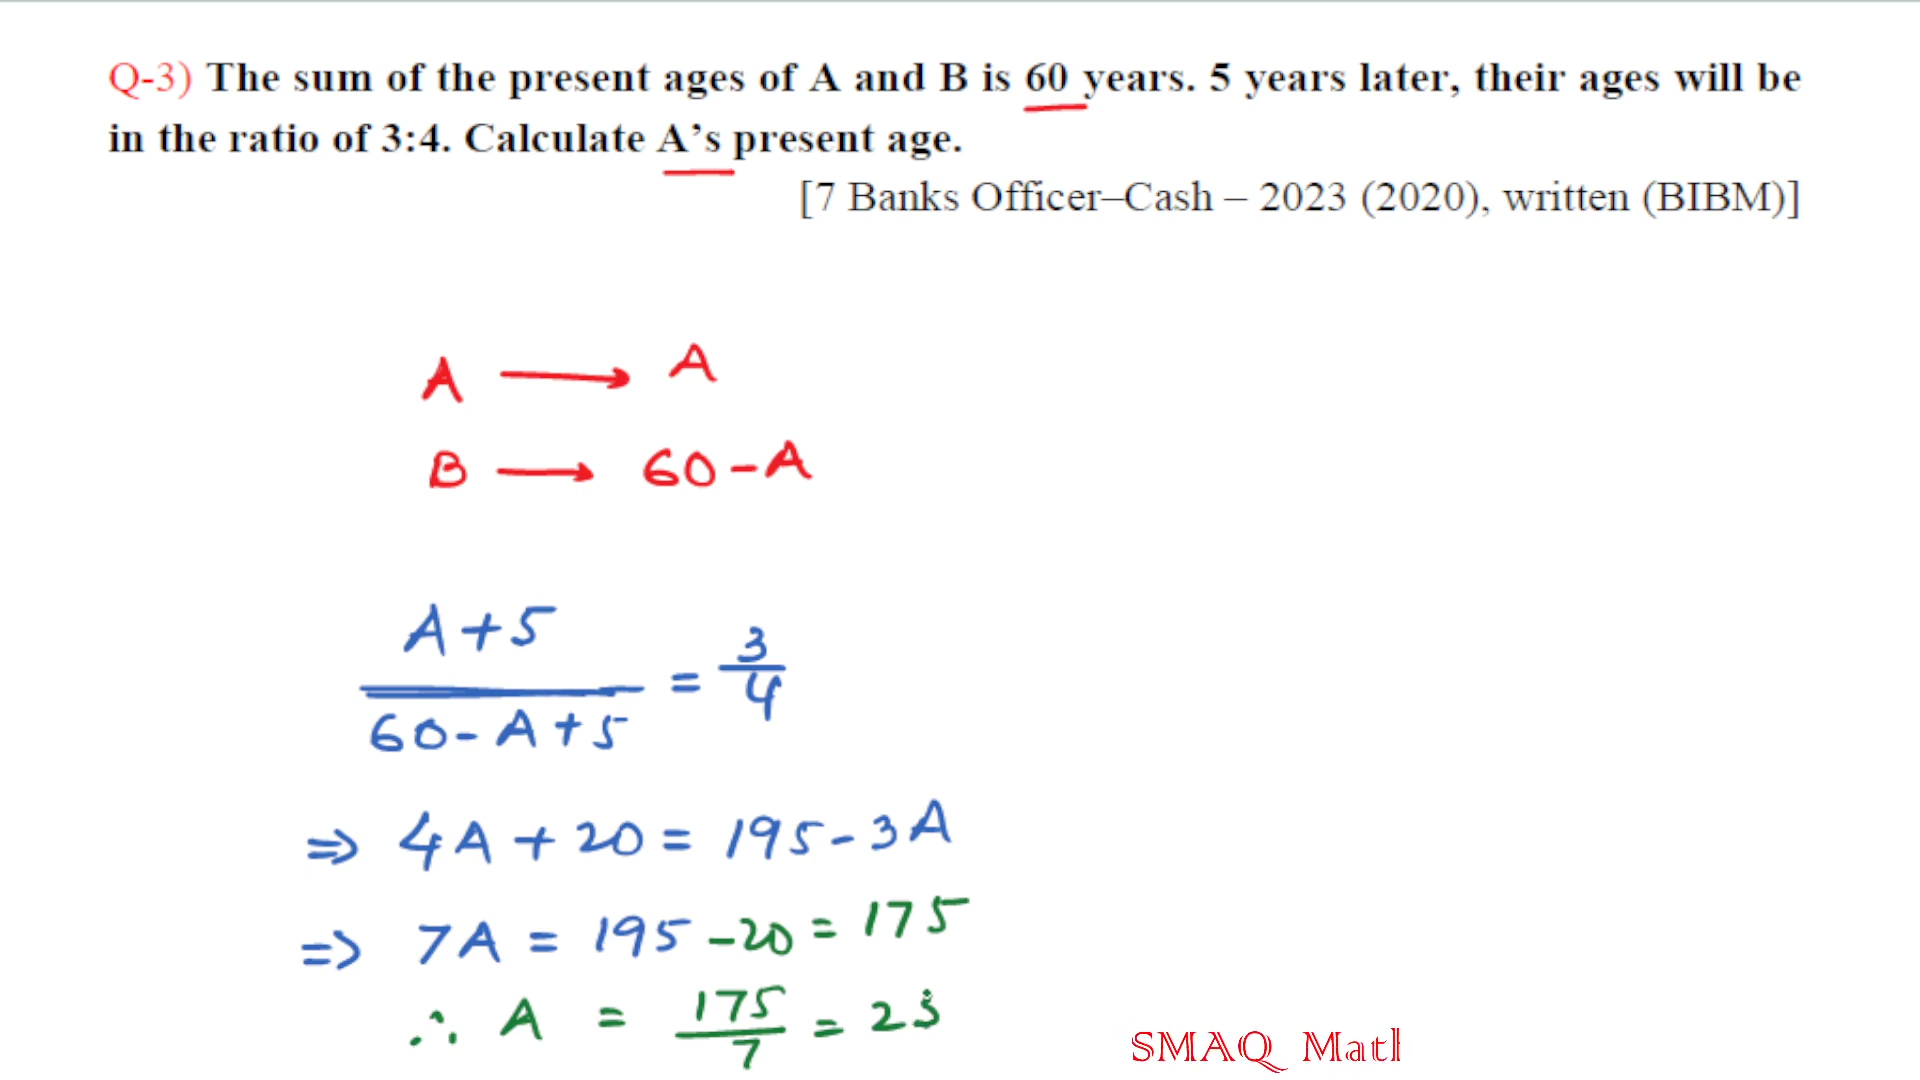 Q-3) The sum of the present ages of A and B is 60 years. 5 years later, their ages will be
in the ratio of 3:4. Calculate A’s present age.
[7 Banks Officer–Cash – 2023 (2020), written (BIBM)]
A → A
B → 60-A
A+5
60-A+5
= 3/4
⇒ 4A+20 = 195-3A
⇒ 7A = 195-20 = 175
∴ A = 175/7 =
SMAQ